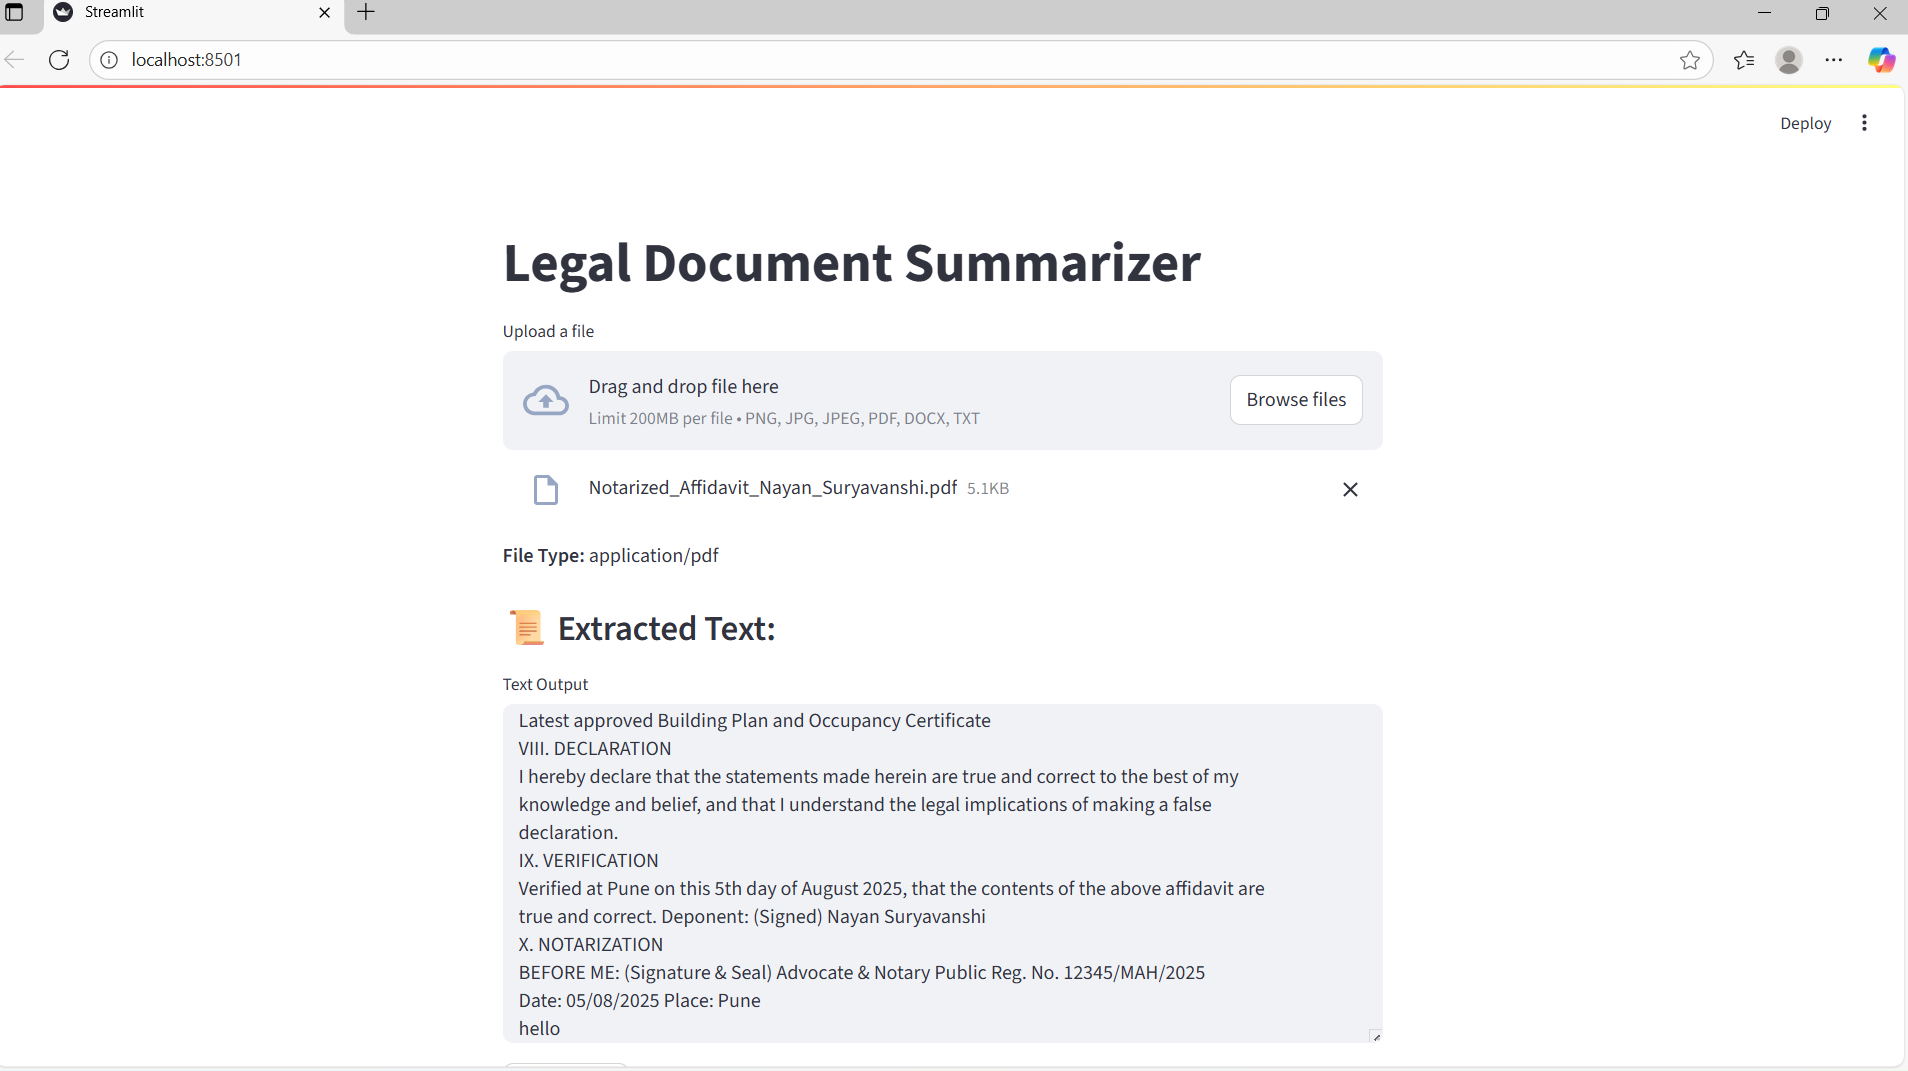 Streamlit
localhost:8501
Deploy
Legal Document Summarizer
Upload a file
Drag and drop file here
Limit 200MB per file • PNG, JPG, JPEG, PDF, DOCX, TXT
Browse files
Notarized_Affidavit_Nayan_Suryavanshi.pdf 5.1KB
File Type: application/pdf
Extracted Text:
Text Output
Latest approved Building Plan and Occupancy Certificate
VIII. DECLARATION
I hereby declare that the statements made herein are true and correct to the best of my
knowledge and belief, and that I understand the legal implications of making a false
declaration.
IX. VERIFICATION
Verified at Pune on this 5th day of August 2025, that the contents of the above affidavit are
true and correct. Deponent: (Signed) Nayan Suryavanshi
X. NOTARIZATION
BEFORE ME: (Signature & Seal) Advocate & Notary Public Reg. No. 12345/MAH/2025
Date: 05/08/2025 Place: Pune
hello